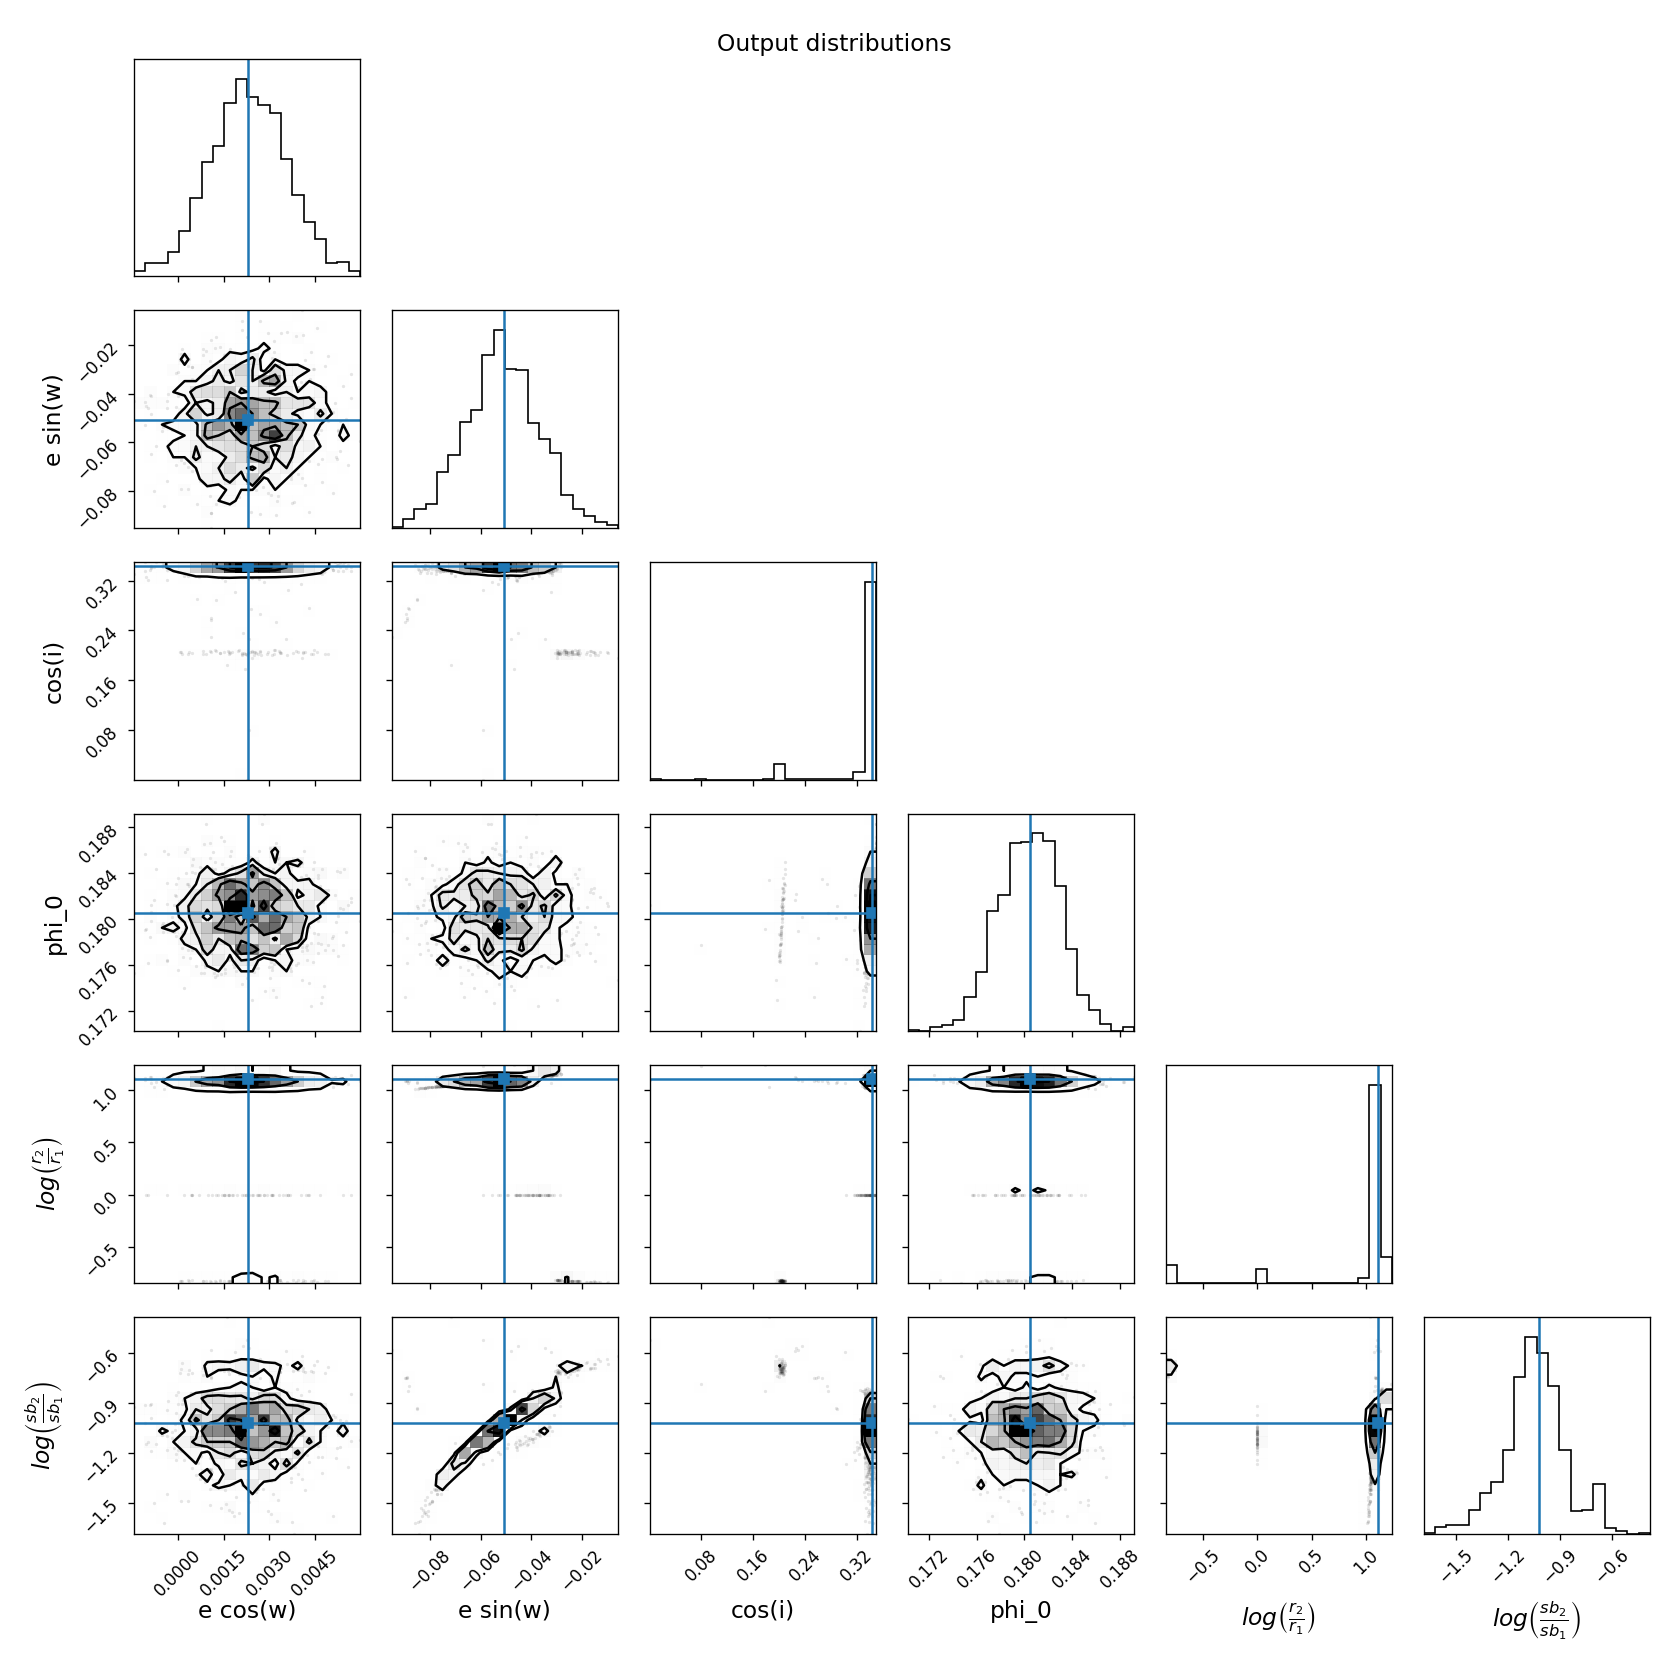 Output distributions
e sin(w)
−0.02
−0.04
−0.06
−0.08
cos(i)
0.32
0.24
0.16
0.08
phi_0
0.188
0.184
0.180
0.176
0.172
log(r₂/r₁)
1.0
0.5
0.0
−0.5
log(sb₂/sb₁)
−0.6
−0.9
−1.2
−1.5
0.0000 0.0015 0.0030 0.0045
−0.08 −0.06 −0.04 −0.02
0.08 0.16 0.24 0.32
0.172 0.176 0.180 0.184 0.188
−0.5 0.0 0.5 1.0
−1.5 −1.2 −0.9 −0.6
e cos(w) e sin(w) cos(i) phi_0 log(r₂/r₁) log(sb₂/sb₁)